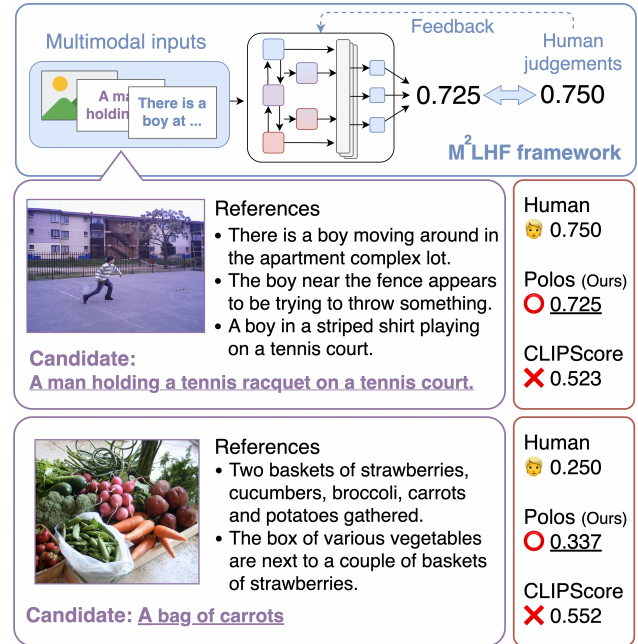 Feedback
Multimodal inputs
Human
judgements
A ma
holding
There is a
boy at ...
0.725
0.750
M²LHF framework
References
• There is a boy moving around in
the apartment complex lot.
• The boy near the fence appears
to be trying to throw something.
• A boy in a striped shirt playing
on a tennis court.
Candidate:
A man holding a tennis racquet on a tennis court.
Human
0.750
Polos (Ours)
0.725
CLIPScore
0.523
References
• Two baskets of strawberries,
cucumbers, broccoli, carrots
and potatoes gathered.
• The box of various vegetables
are next to a couple of baskets
of strawberries.
Candidate: A bag of carrots
Human
0.250
Polos (Ours)
0.337
CLIPScore
0.552